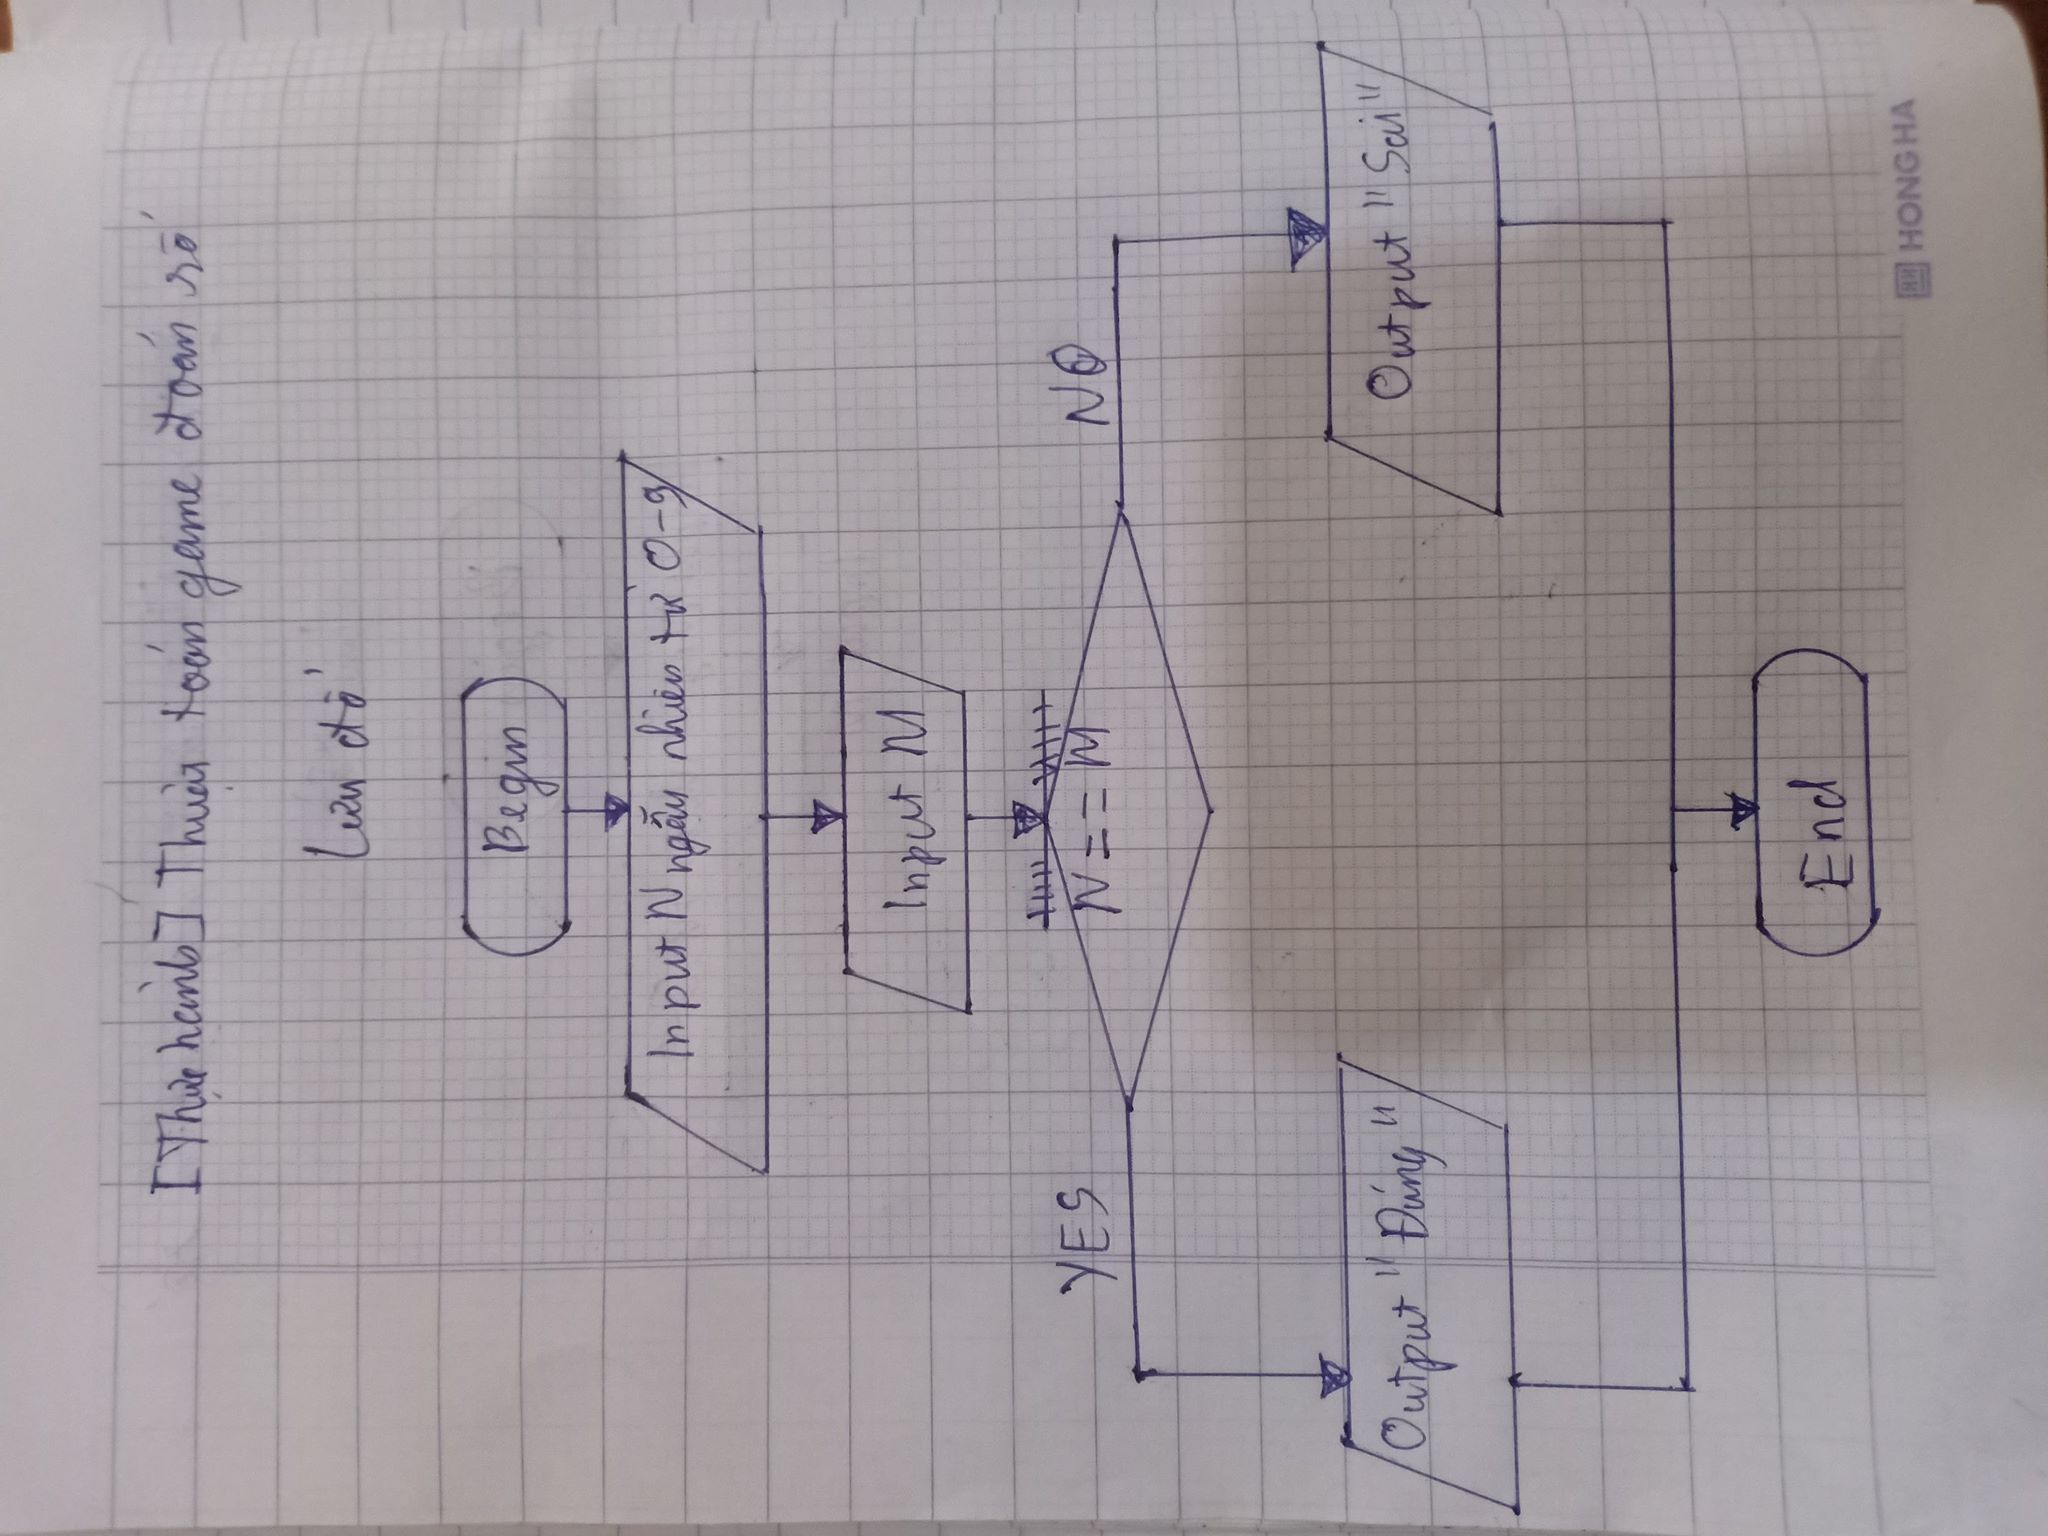 [Thực hành] Thuật toán game đoán số
Lưu đồ
Begin
Input N ngẫu nhiên từ 0-9
Input M
N == M
YES
NO
Output "Đúng"
Output "Sai"
End
HONG HA